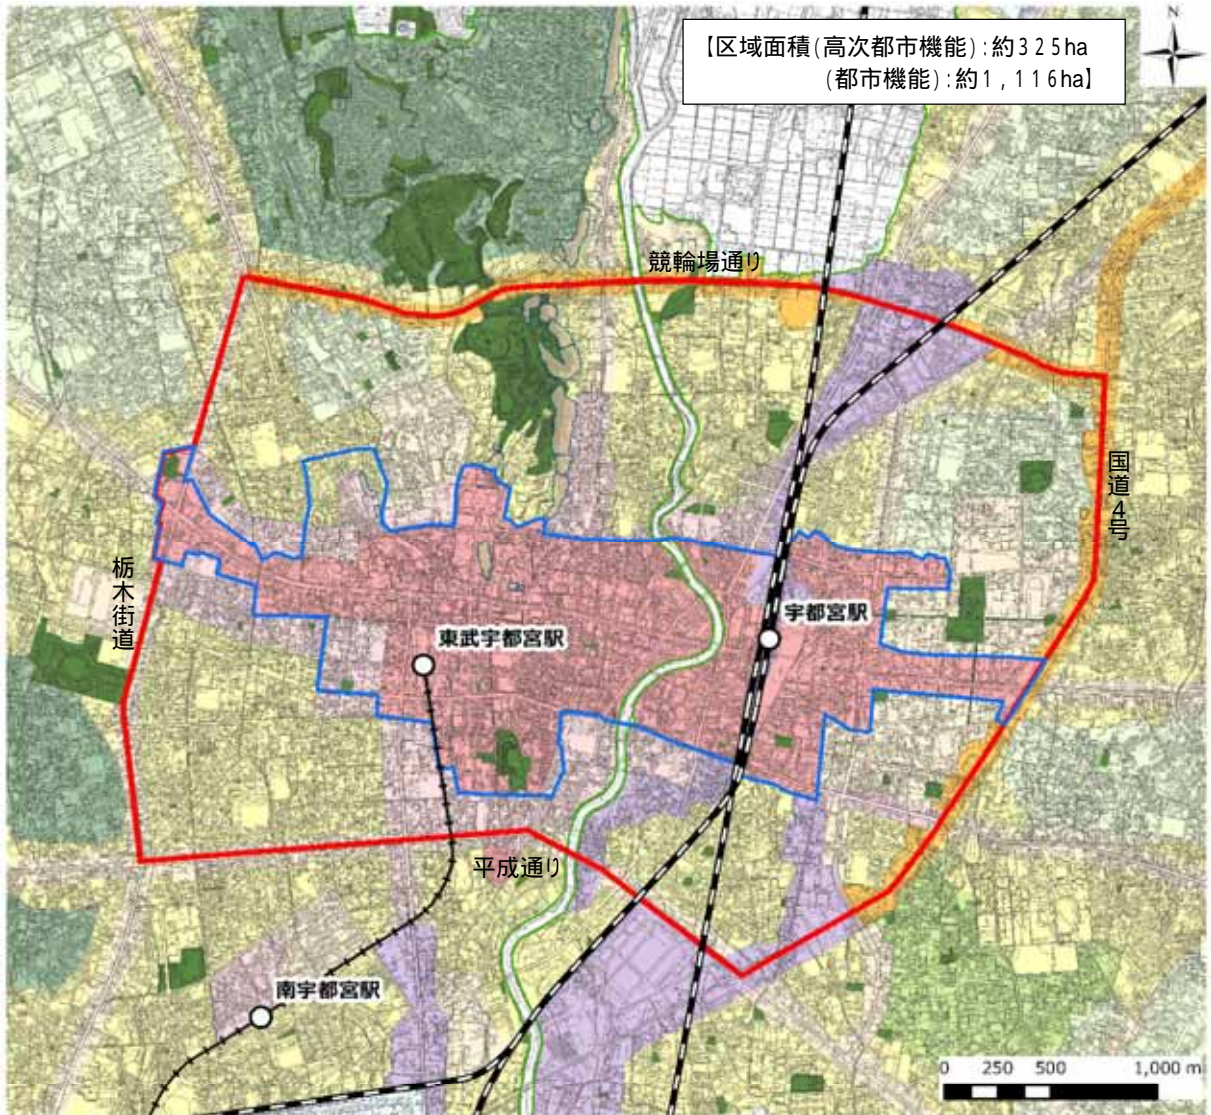 【区域面積(高次都市機能):約325ha
(都市機能):約1,116ha】
N
競輪場通り
国道4号
栃木街道
宇都宮駅
東武宇都宮駅
平成通り
南宇都宮駅
0 250 500 1,000 m